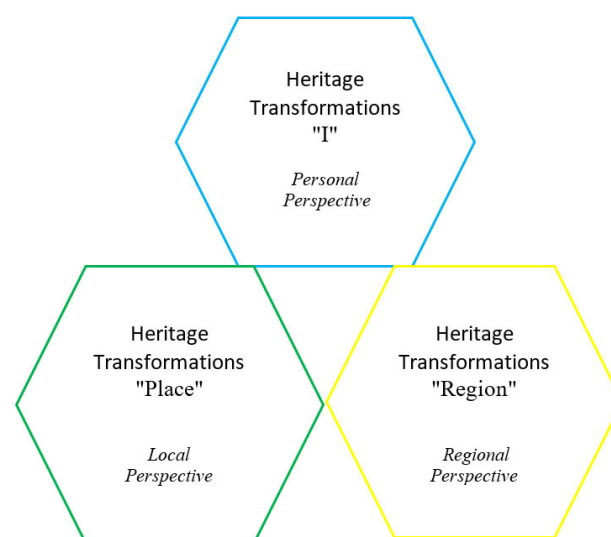 Heritage
Transformations
"I"
Personal
Perspective
Heritage
Transformations
"Place"
Local
Perspective
Heritage
Transformations
"Region"
Regional
Perspective